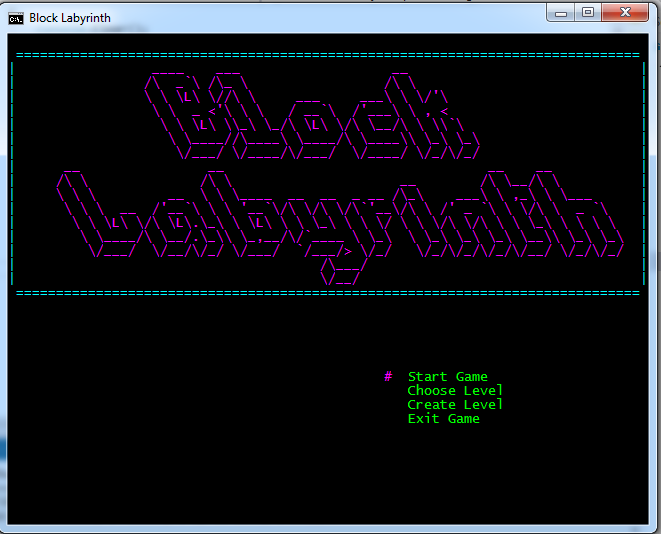 Block Labyrinth
Block
Labyrinth
# Start Game
Choose Level
Create Level
Exit Game